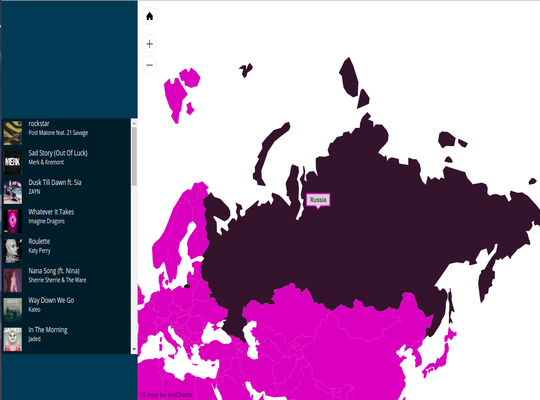 rockstar
Post Malone feat. 21 Savage
Sad Story (Out Of Luck)
Merk & Kremont
Dusk Till Dawn ft. Sia
ZAYN
Whatever It Takes
Imagine Dragons
Roulette
Katy Perry
Nana Song (ft. Nina)
Sherrie Sherrie & The Ware
Way Down We Go
Kaleo
In The Morning
Jaded
Russia
JS map by amCharts